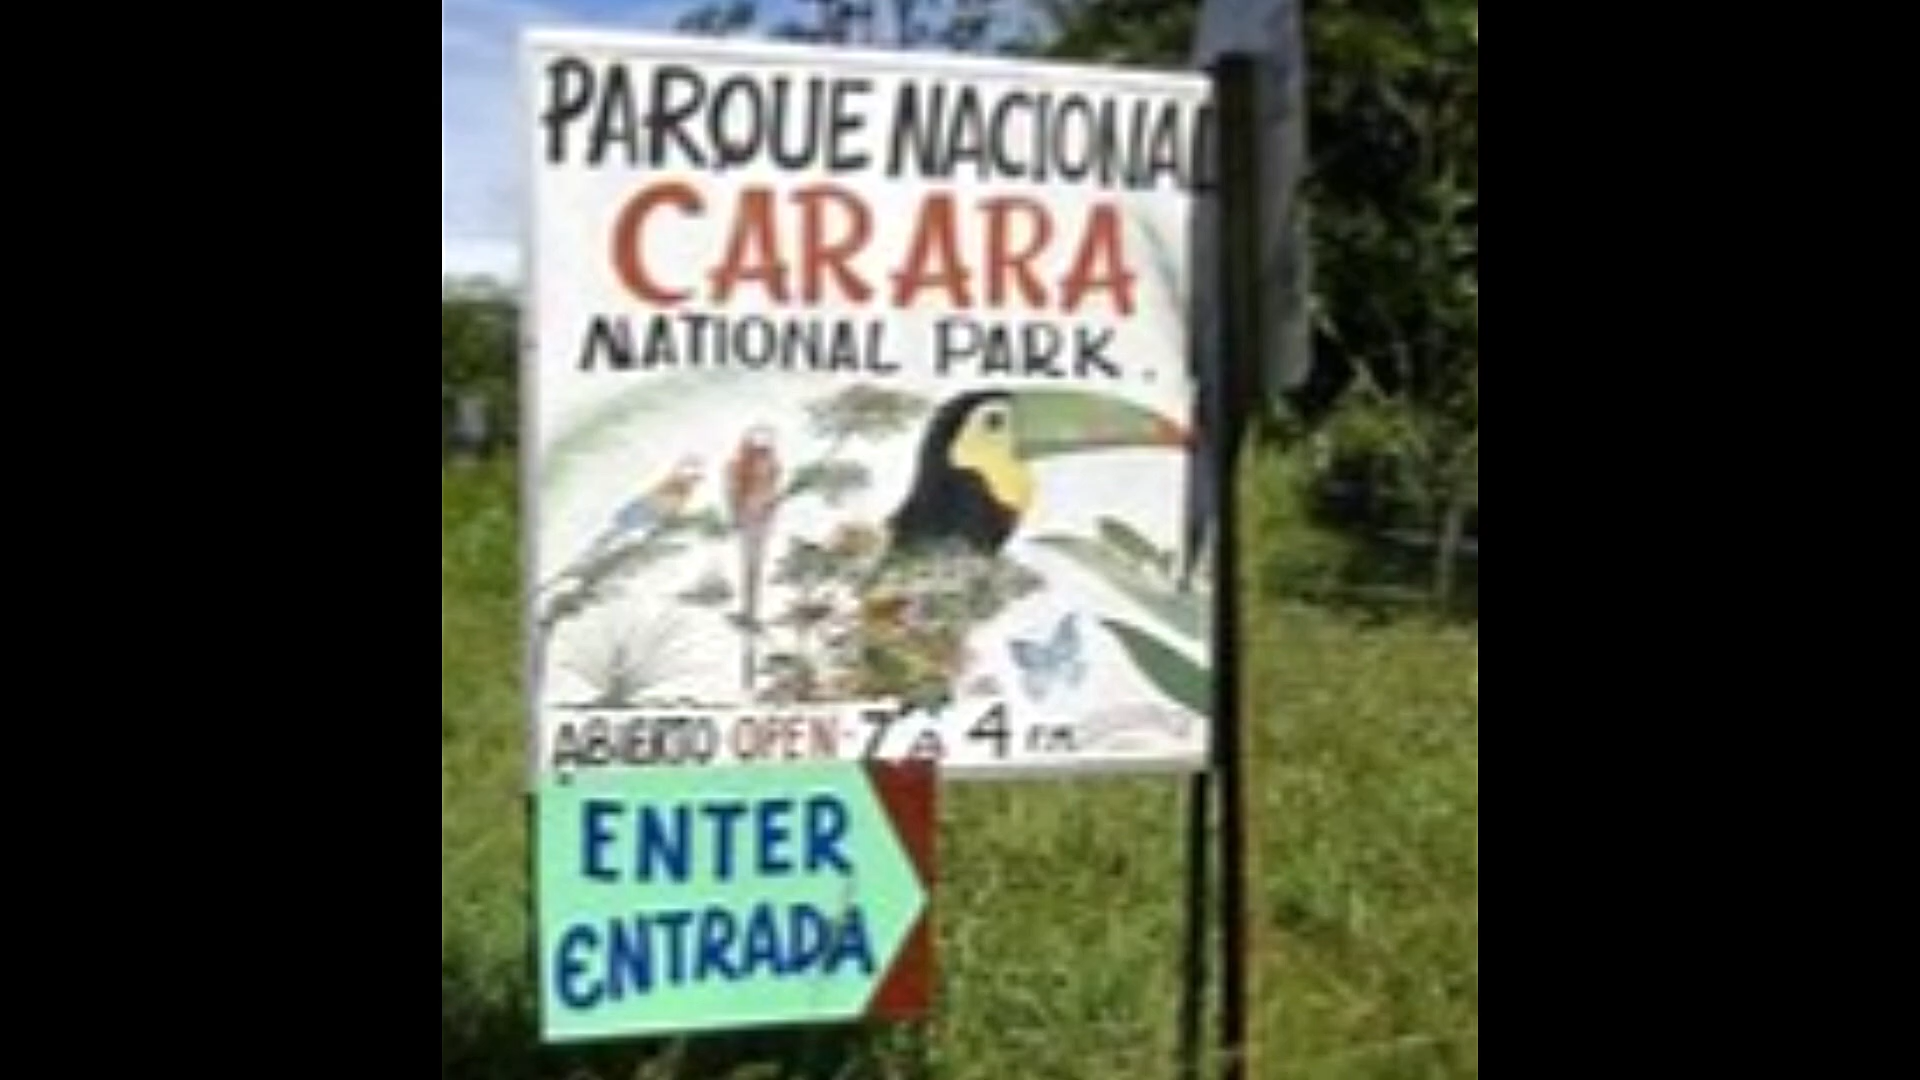 PARQUE NACIONAL
CARARA
NATIONAL PARK.
ABIERTO OPEN - 7 a 4 P.M.
ENTER
ENTRADA